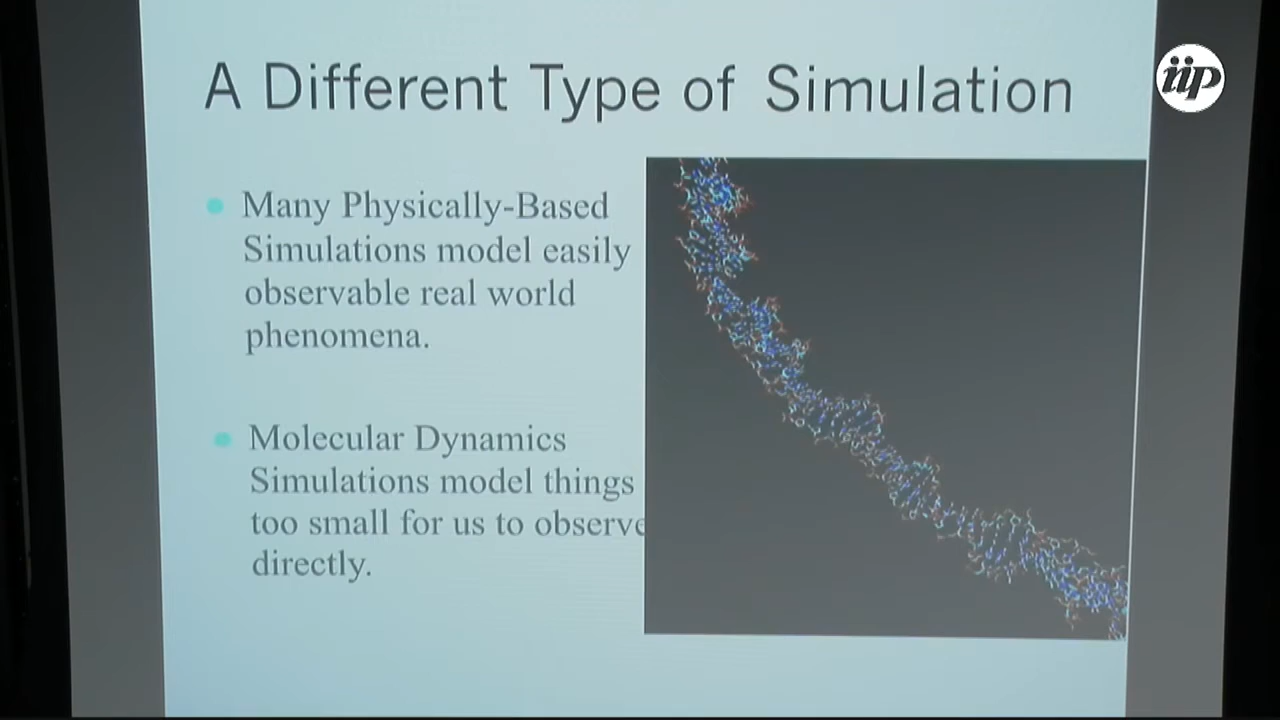 A Different Type of Simulation
iip
Many Physically-Based
Simulations model easily
observable real world
phenomena.
Molecular Dynamics
Simulations model things
too small for us to observe
directly.